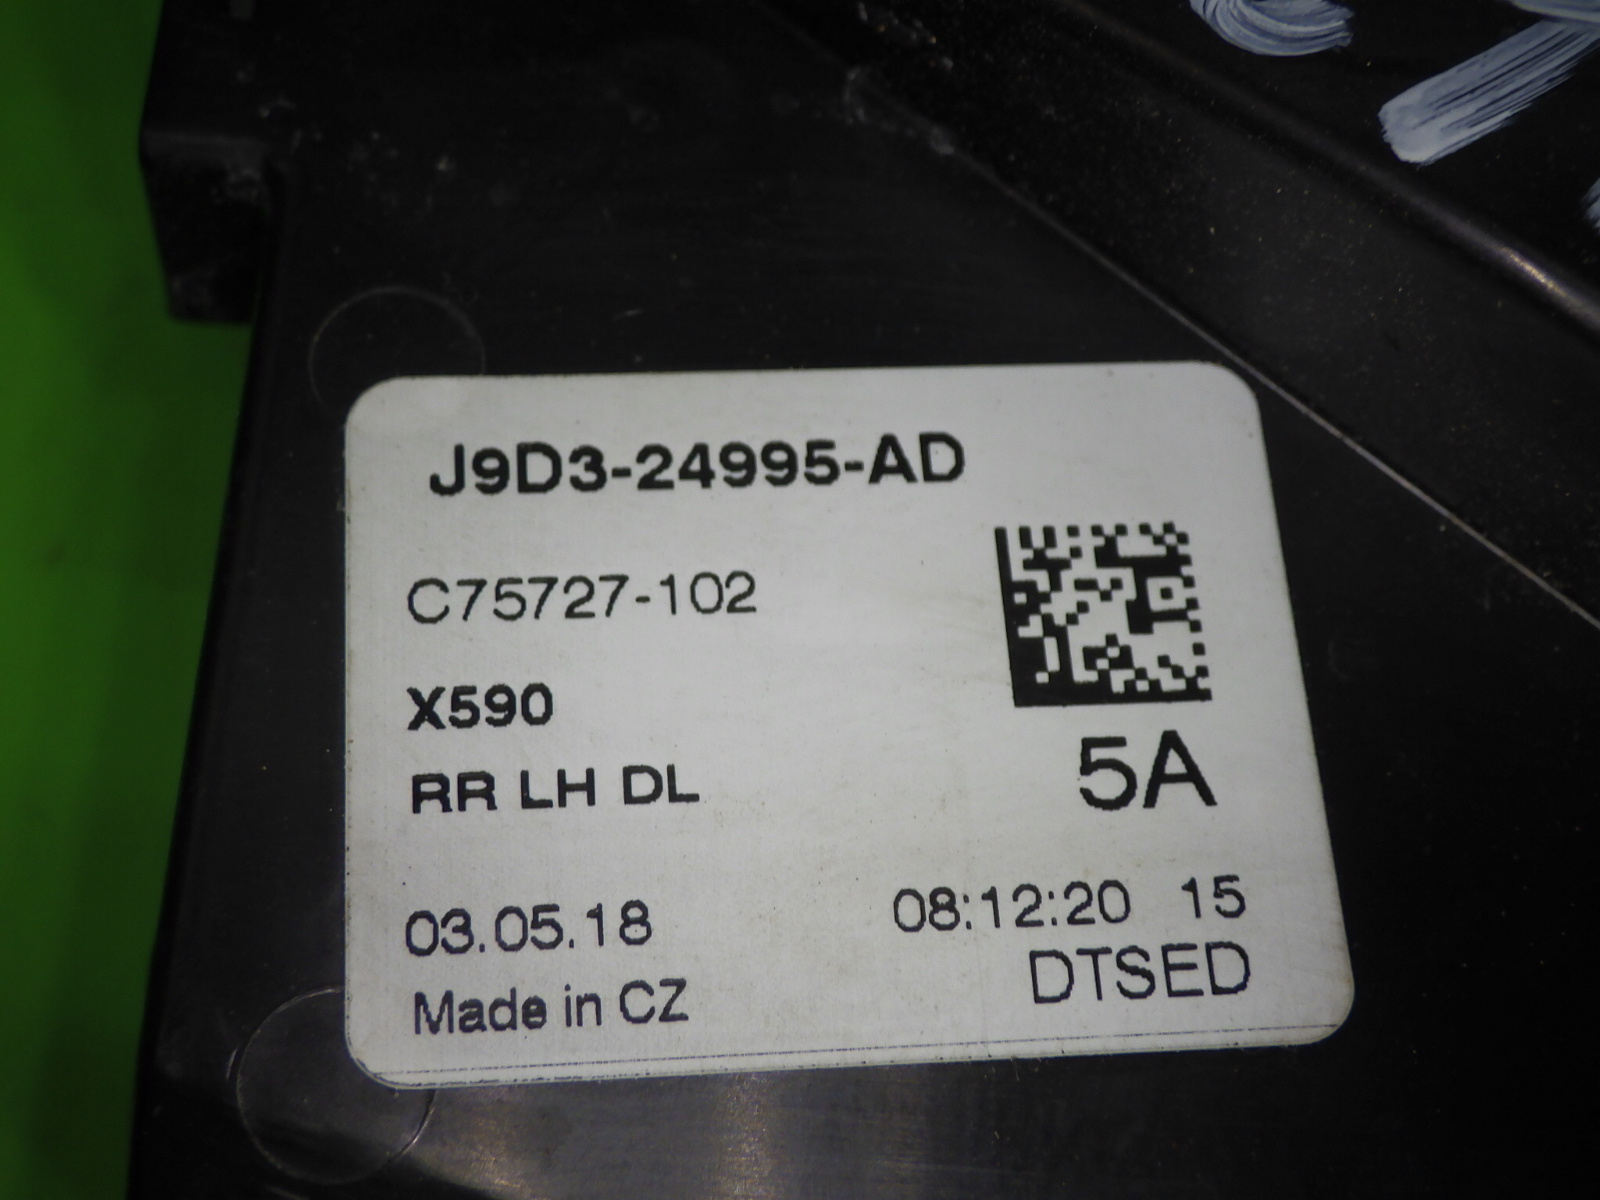 J9D3-24995-AD
C75727-102
X590
RR LH DL
5A
03.05.18
08:12:20 15
Made in CZ
DTSED